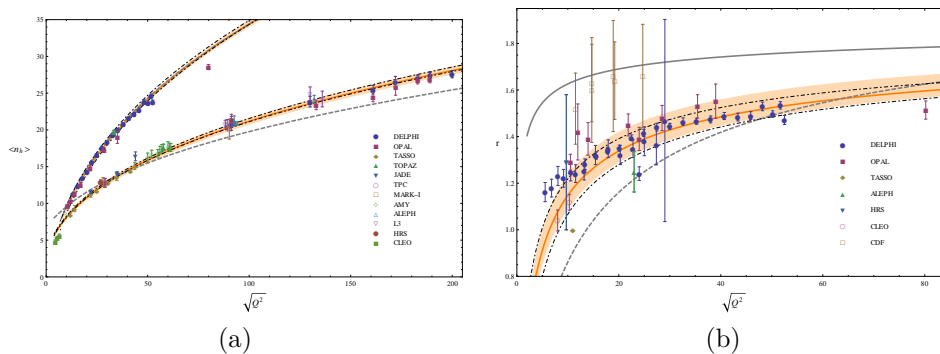 35
30
25
20
15
10
5
0
<n_h>
0
50
100
150
200
√Q²
DELPHI
OPAL
TASSO
TOPAZ
JADE
TPC
MARK-I
AMY
ALEPH
L3
HRS
CLEO
(a)
r
1.8
1.6
1.4
1.2
1.0
0.8
0
20
40
60
80
√Q²
DELPHI
OPAL
TASSO
ALEPH
HRS
CLEO
CDF
(b)